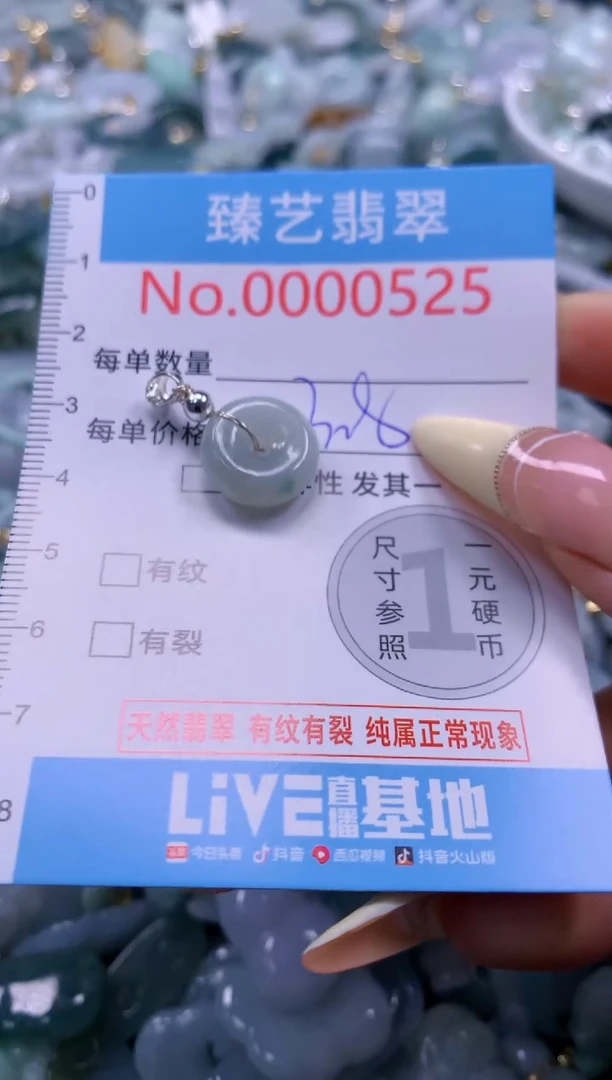 0
臻艺翡翠
1
No.0000525
2
每单数量
3
每单价格
4
性 发其一
5
有纹
尺寸参照
1
一元硬币
6
有裂
7
天然翡翠 有纹有裂 纯属正常现象
8
LiVE直播基地
今日头条 抖音 西瓜视频 抖音火山版